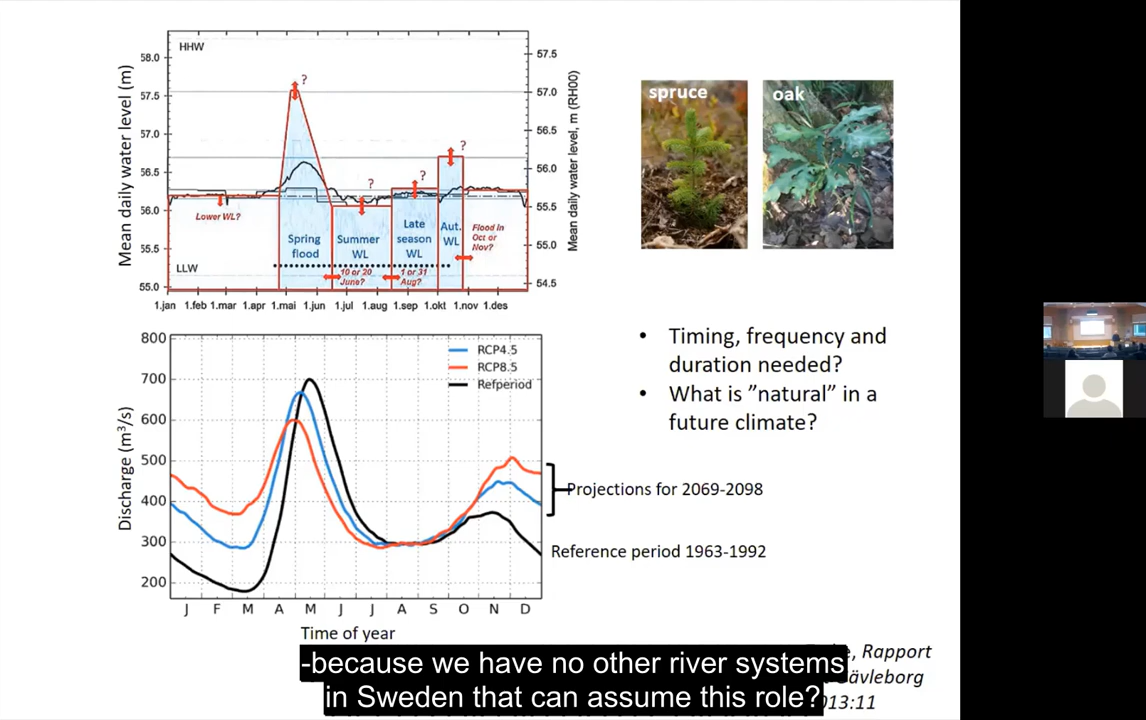 HHW
58.0
57.5
57.0
56.5
56.0
55.5
55.0
Mean daily water level (m)
57.5
57.0
56.5
56.0
55.5
55.0
54.5
Mean daily water level, m (RH00)
?
?
?
?
Lower WL?
Spring
flood
Summer
WL
Late
season
WL
Aut.
WL
Flood in
Oct or
Nov?
LLW
10 or 20
June?
1 or 31
Aug?
1.jan 1.feb 1.mar 1.apr 1.maj 1.jun 1.jul 1.aug 1.sep 1.okt 1.nov 1.des
spruce
oak
• Timing, frequency and
duration needed?
• What is ”natural” in a
future climate?
800
700
600
500
400
300
200
Discharge (m³/s)
RCP4.5
RCP8.5
Refperiod
J F M A M J J A S O N D
Time of year
Projections for 2069-2098
Reference period 1963-1992
Rapport
-because we have no other river systems
in Sweden that can assume this role?